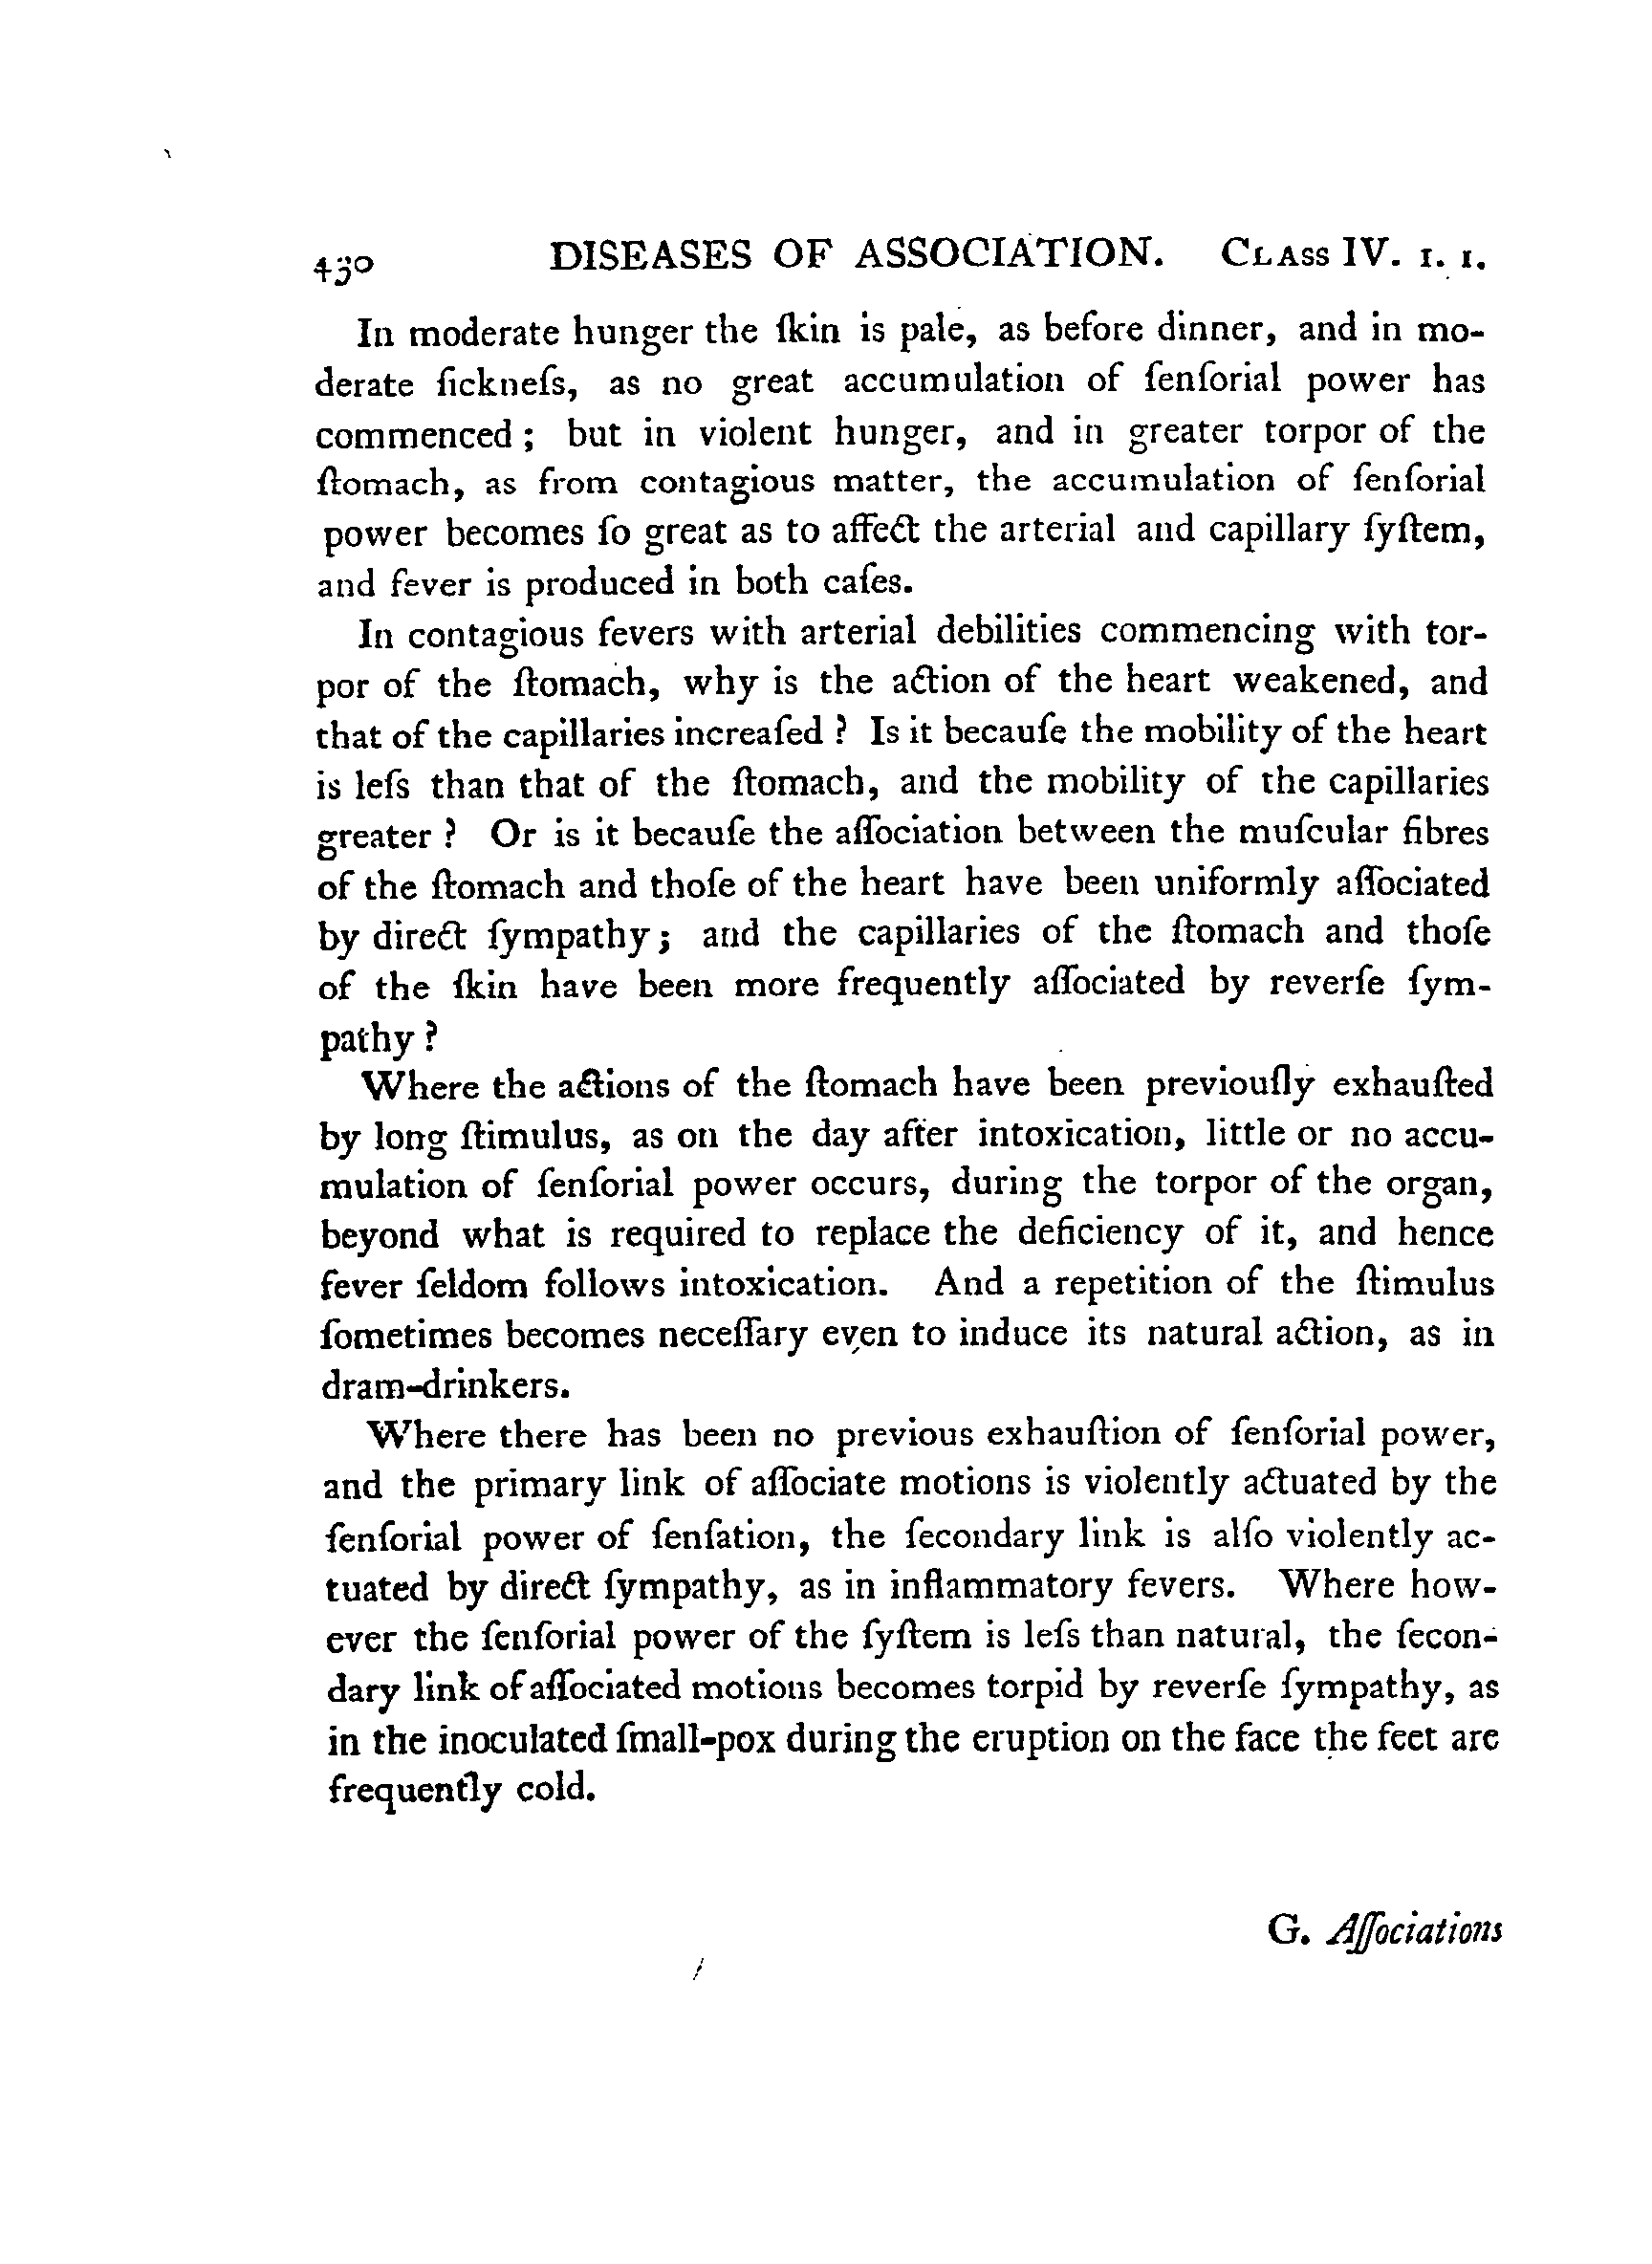 430 DISEASES OF ASSOCIATION. CLASS IV. 1. 1.
In moderate hunger the ſkin is pale, as before dinner, and in mo-
derate ſickneſs, as no great accumulation of ſenſorial power has
commenced ; but in violent hunger, and in greater torpor of the
ſtomach, as from contagious matter, the accumulation of ſenſorial
power becomes ſo great as to affect the arterial and capillary ſyſtem,
and fever is produced in both caſes.
In contagious fevers with arterial debilities commencing with tor-
por of the ſtomach, why is the action of the heart weakened, and
that of the capillaries increaſed ? Is it becauſe the mobility of the heart
is leſs than that of the ſtomach, and the mobility of the capillaries
greater ? Or is it becauſe the aſſociation between the muſcular fibres
of the ſtomach and thoſe of the heart have been uniformly aſſociated
by direct ſympathy; and the capillaries of the ſtomach and thoſe
of the ſkin have been more frequently aſſociated by reverſe ſym-
pathy ?
Where the actions of the ſtomach have been previouſly exhauſted
by long ſtimulus, as on the day after intoxication, little or no accu-
mulation of ſenſorial power occurs, during the torpor of the organ,
beyond what is required to replace the deficiency of it, and hence
fever ſeldom follows intoxication. And a repetition of the ſtimulus
ſometimes becomes neceſſary even to induce its natural action, as in
dram-drinkers.
Where there has been no previous exhauſtion of ſenſorial power,
and the primary link of aſſociate motions is violently actuated by the
ſenſorial power of ſenſation, the ſecondary link is alſo violently ac-
tuated by direct ſympathy, as in inflammatory fevers. Where how-
ever the ſenſorial power of the ſyſtem is leſs than natural, the ſecon-
dary link of aſſociated motions becomes torpid by reverſe ſympathy, as
in the inoculated ſmall-pox during the eruption on the face the feet are
frequently cold.
G. Aſſociations